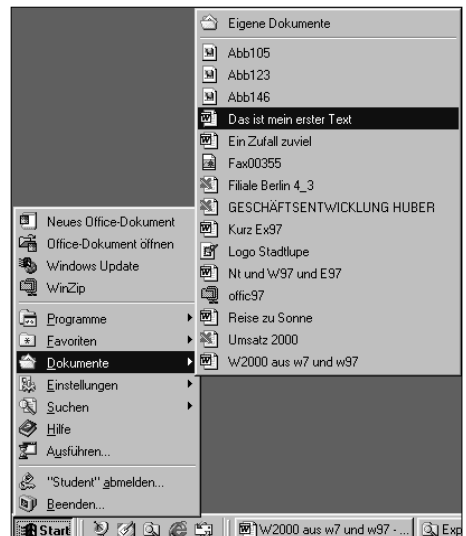 Eigene Dokumente
Abb105
Abb123
Abb146
Das ist mein erster Text
Ein Zufall zuviel
Fax00355
Filiale Berlin 4_3
GESCHÄFTSENTWICKLUNG HUBER
Kurz Ex97
Logo Stadtlupe
Nt und W97 und E97
offic97
Reise zu Sonne
Umsatz 2000
W2000 aus w7 und w97
Neues Office-Dokument
Office-Dokument öffnen
Windows Update
WinZip
Programme
Favoriten
Dokumente
Einstellungen
Suchen
Hilfe
Ausführen...
"Student" abmelden...
Beenden...
Start
W2000 aus w7 und w97 - ...
Exp